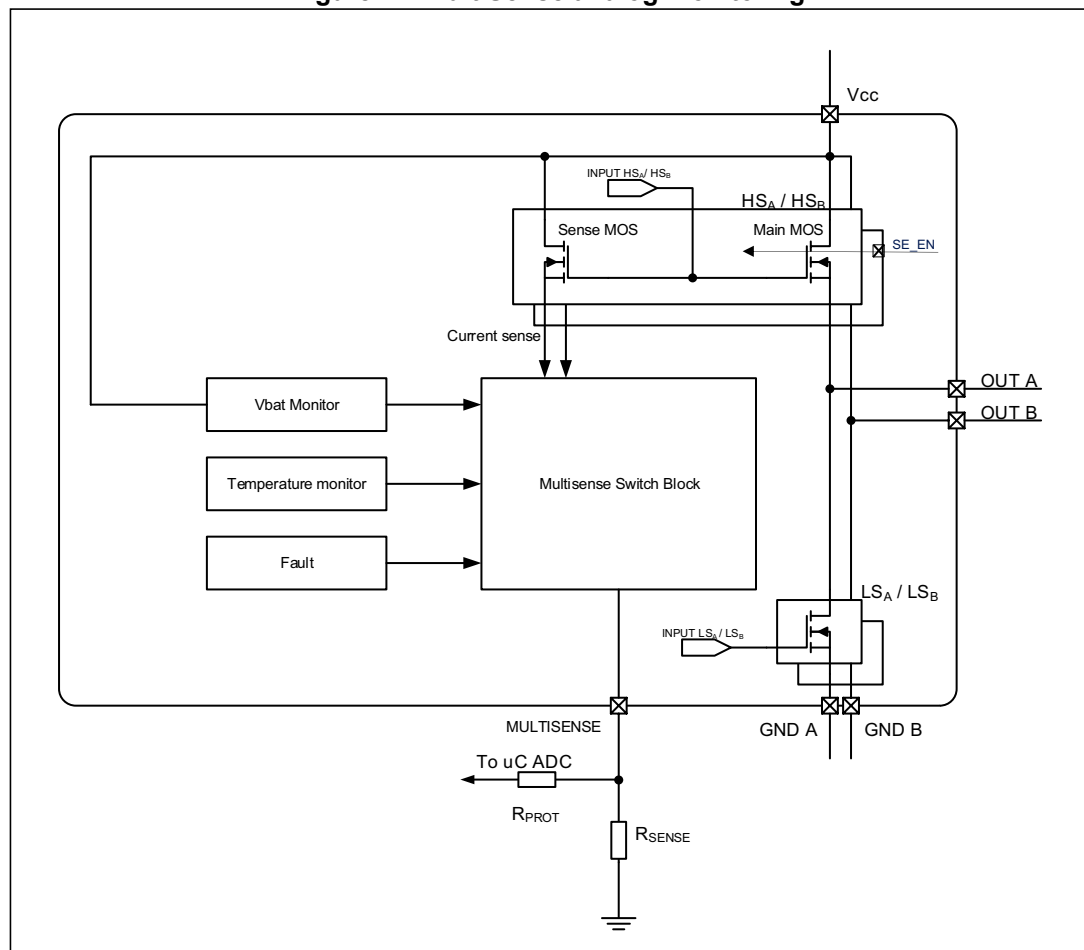 Vcc
INPUT HSA/ HSB
HSA / HSB
Sense MOS
Main MOS
SE_EN
Current sense
Vbat Monitor
OUT A
OUT B
Temperature monitor
Multisense Switch Block
Fault
LSA / LSB
INPUT LSA/ LSB
MULTISENSE
GND A
GND B
To uC ADC
RPROT
RSENSE